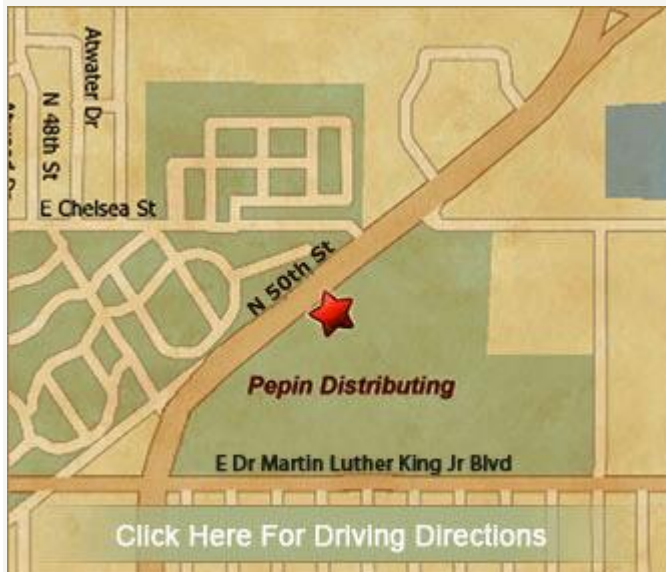 Atwater Dr
N 48th St
E Chelsea St
N 50th St
Pepin Distributing
E Dr Martin Luther King Jr Blvd
Click Here For Driving Directions